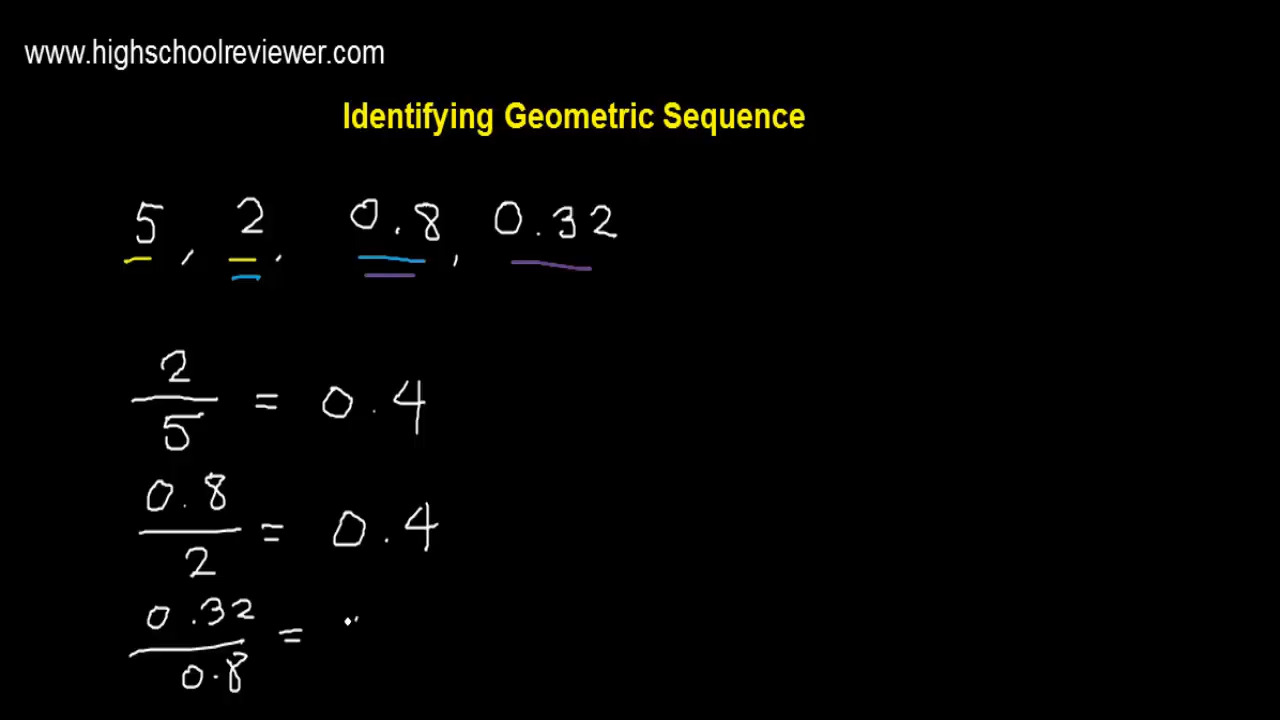 www.highschoolreviewer.com
Identifying Geometric Sequence
5, 2, 0.8, 0.32
2
5 = 0.4
0.8
2 = 0.4
0.32
0.8 =